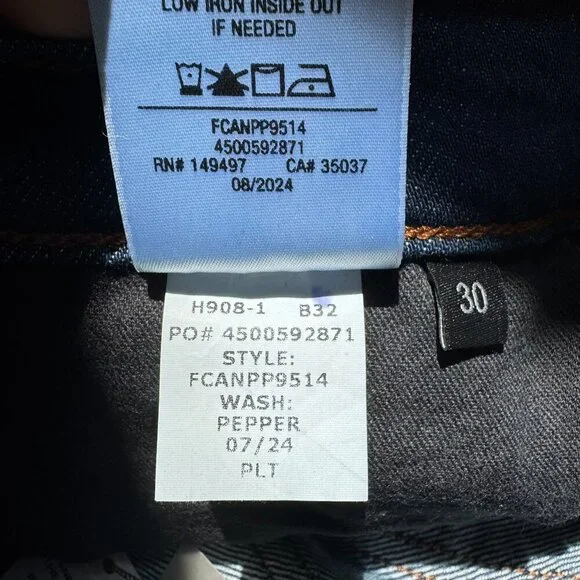 LOW IRON INSIDE OUT
IF NEEDED
FCANPP9514
4500592871
RN# 149497 CA# 35037
08/2024
30
H908-1 B32
PO# 4500592871
STYLE:
FCANPP9514
WASH:
PEPPER
07/24
PLT